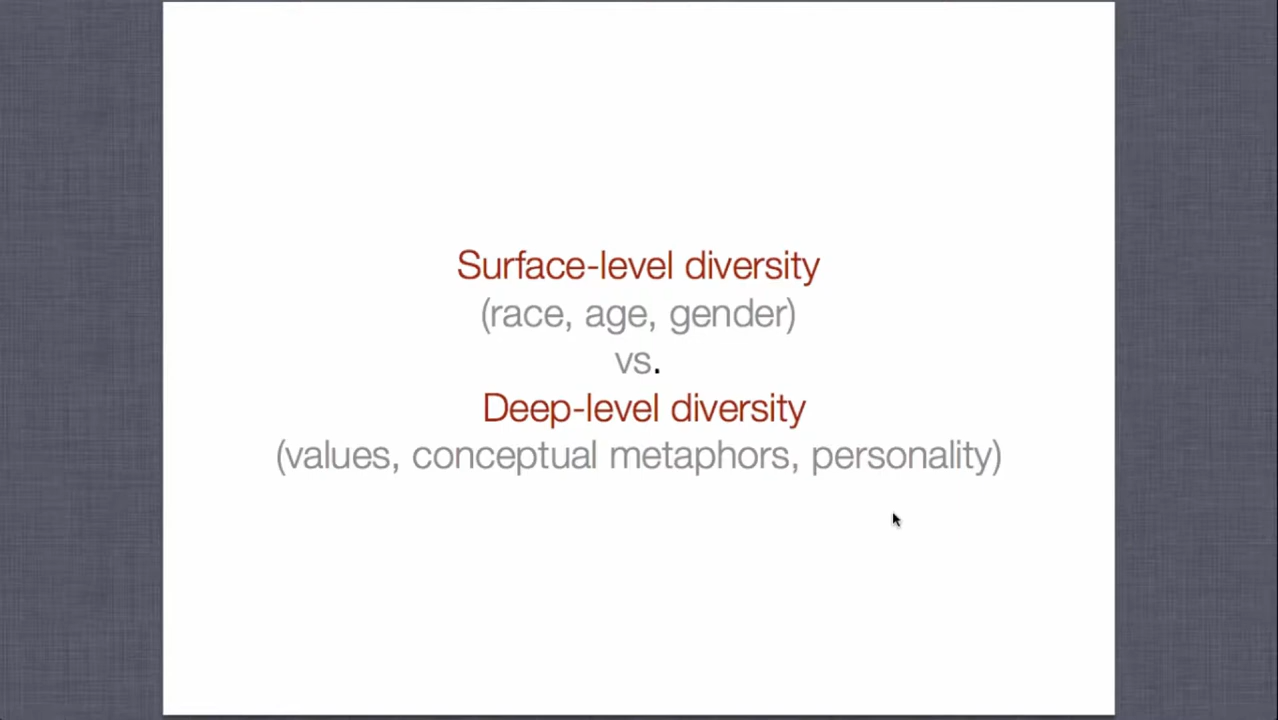 Surface-level diversity
(race, age, gender)
vs.
Deep-level diversity
(values, conceptual metaphors, personality)